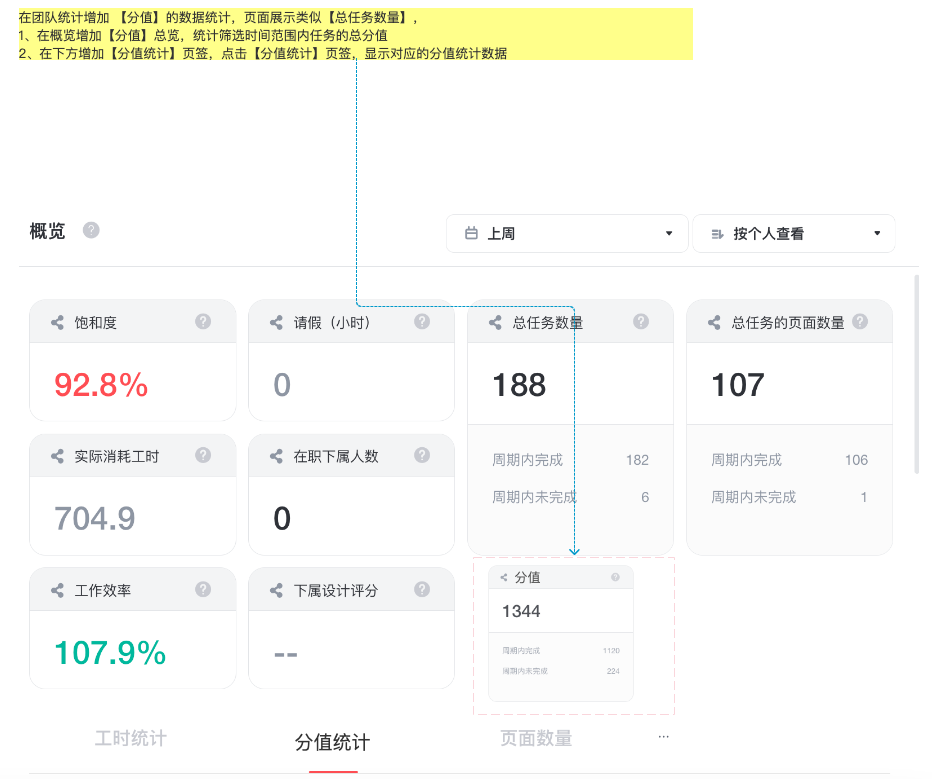 在团队统计增加 【分值】的数据统计，页面展示类似【总任务数量】，
1、在概览增加【分值】总览，统计筛选时间范围内任务的总分值
2、在下方增加【分值统计】页签，点击【分值统计】页签，显示对应的分值统计数据
概览 ?
上周
按个人查看
饱和度 ?
92.8%
请假（小时） ?
0
总任务数量 ?
188
周期内完成 182
周期内未完成 6
总任务的页面数量 ?
107
周期内完成 106
周期内未完成 1
实际消耗工时 ?
704.9
在职下属人数 ?
0
工作效率 ?
107.9%
下属设计评分 ?
--
分值 ?
1344
周期内完成 1120
周期内未完成 224
工时统计
分值统计
页面数量
...